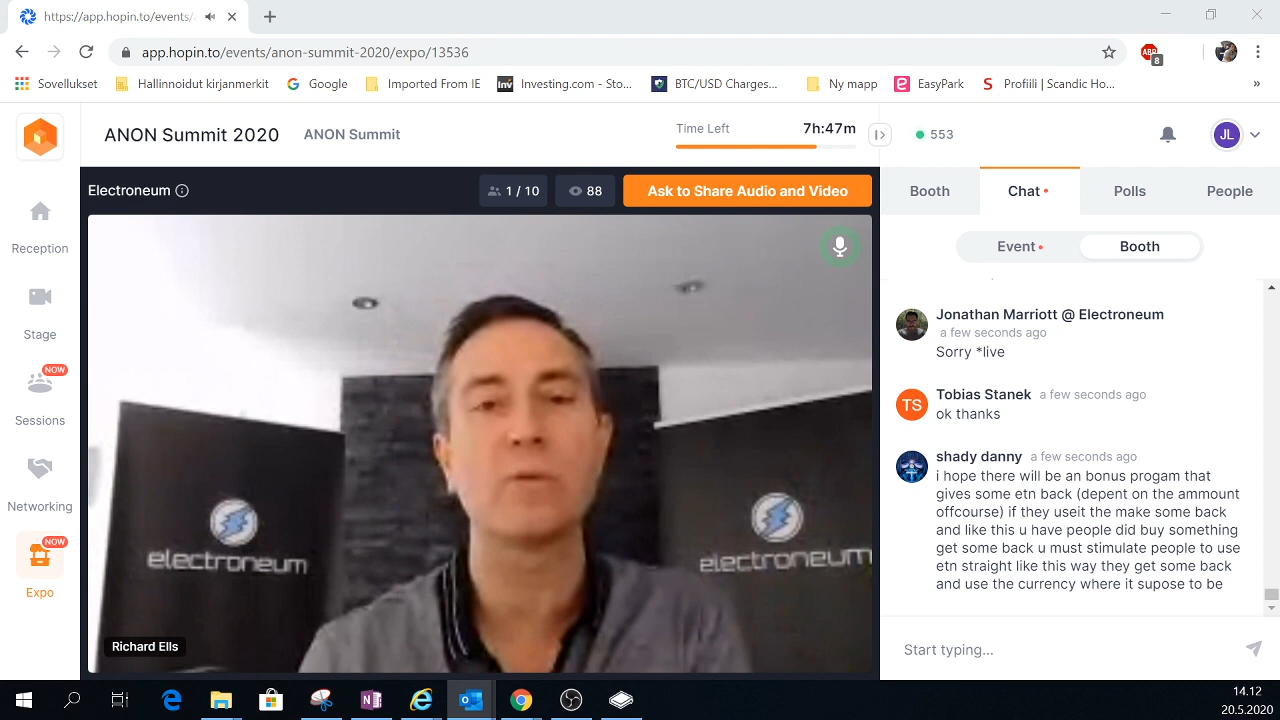 https://app.hopin.to/events/
app.hopin.to/events/anon-summit-2020/expo/13536
ABP
8
Sovellukset
Hallinnoidut kirjanmerkit
Google
Imported From IE
Inv
Investing.com - Sto...
BTC/USD Charges...
Ny mapp
EasyPark
S
Profiili | Scandic Ho...
»
ANON Summit 2020
ANON Summit
Time Left
7h:47m
553
JL
Electroneum
1 / 10
88
Ask to Share Audio and Video
Booth
Chat
Polls
People
Event
Booth
Reception
Stage
NOW
Sessions
Networking
NOW
Expo
electroneum
electroneum
Richard Ells
Jonathan Marriott @ Electroneum
a few seconds ago
Sorry *live
TS
Tobias Stanek a few seconds ago
ok thanks
shady danny a few seconds ago
i hope there will be an bonus progam that
gives some etn back (depent on the ammount
offcourse) if they useit the make some back
and like this u have people did buy something
get some back u must stimulate people to use
etn straight like this way they get some back
and use the currency where it supose to be
Start typing...
14.12
20.5.2020